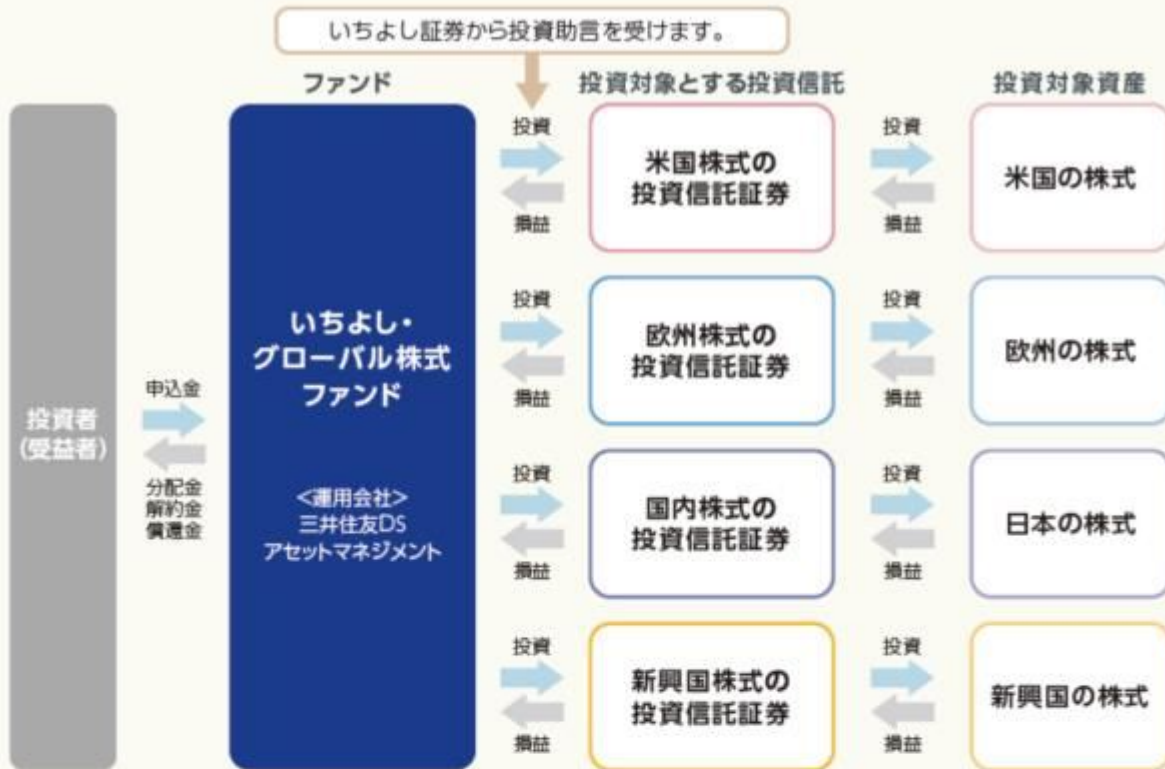 いちよし証券から投資助言を受けます。
ファンド
投資対象とする投資信託
投資対象資産
投資者
(受益者)
申込金
分配金
解約金
償還金
いちよし・
グローバル株式
ファンド
<運用会社>
三井住友DS
アセットマネジメント
投資
損益
米国株式の
投資信託証券
投資
損益
米国の株式
投資
損益
欧州株式の
投資信託証券
投資
損益
欧州の株式
投資
損益
国内株式の
投資信託証券
投資
損益
日本の株式
投資
損益
新興国株式の
投資信託証券
投資
損益
新興国の株式